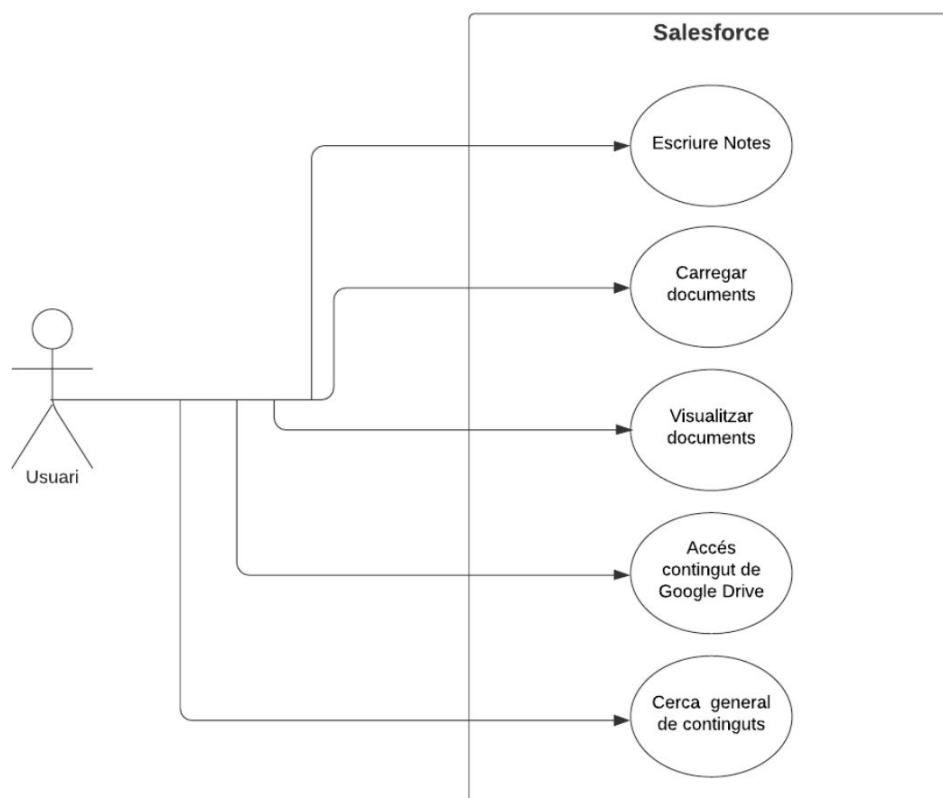 Salesforce
Escriure Notes
Carregar
documents
Usuari
Visualitzar
documents
Accés
contingut de
Google Drive
Cerca general
de continguts